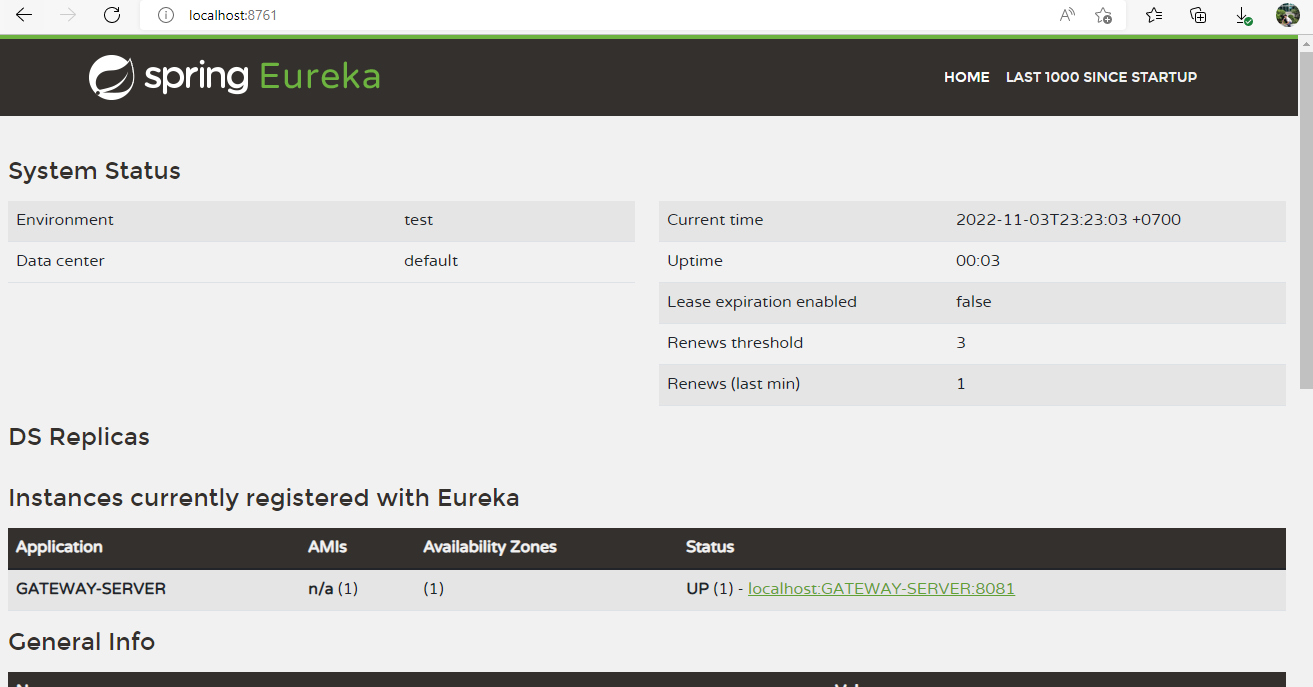 localhost:8761
spring Eureka
HOME LAST 1000 SINCE STARTUP
System Status
Environment test
Data center default
Current time 2022-11-03T23:23:03 +0700
Uptime 00:03
Lease expiration enabled false
Renews threshold 3
Renews (last min) 1
DS Replicas
Instances currently registered with Eureka
Application AMIs Availability Zones Status
GATEWAY-SERVER n/a (1) (1) UP (1) - localhost:GATEWAY-SERVER:8081
General Info